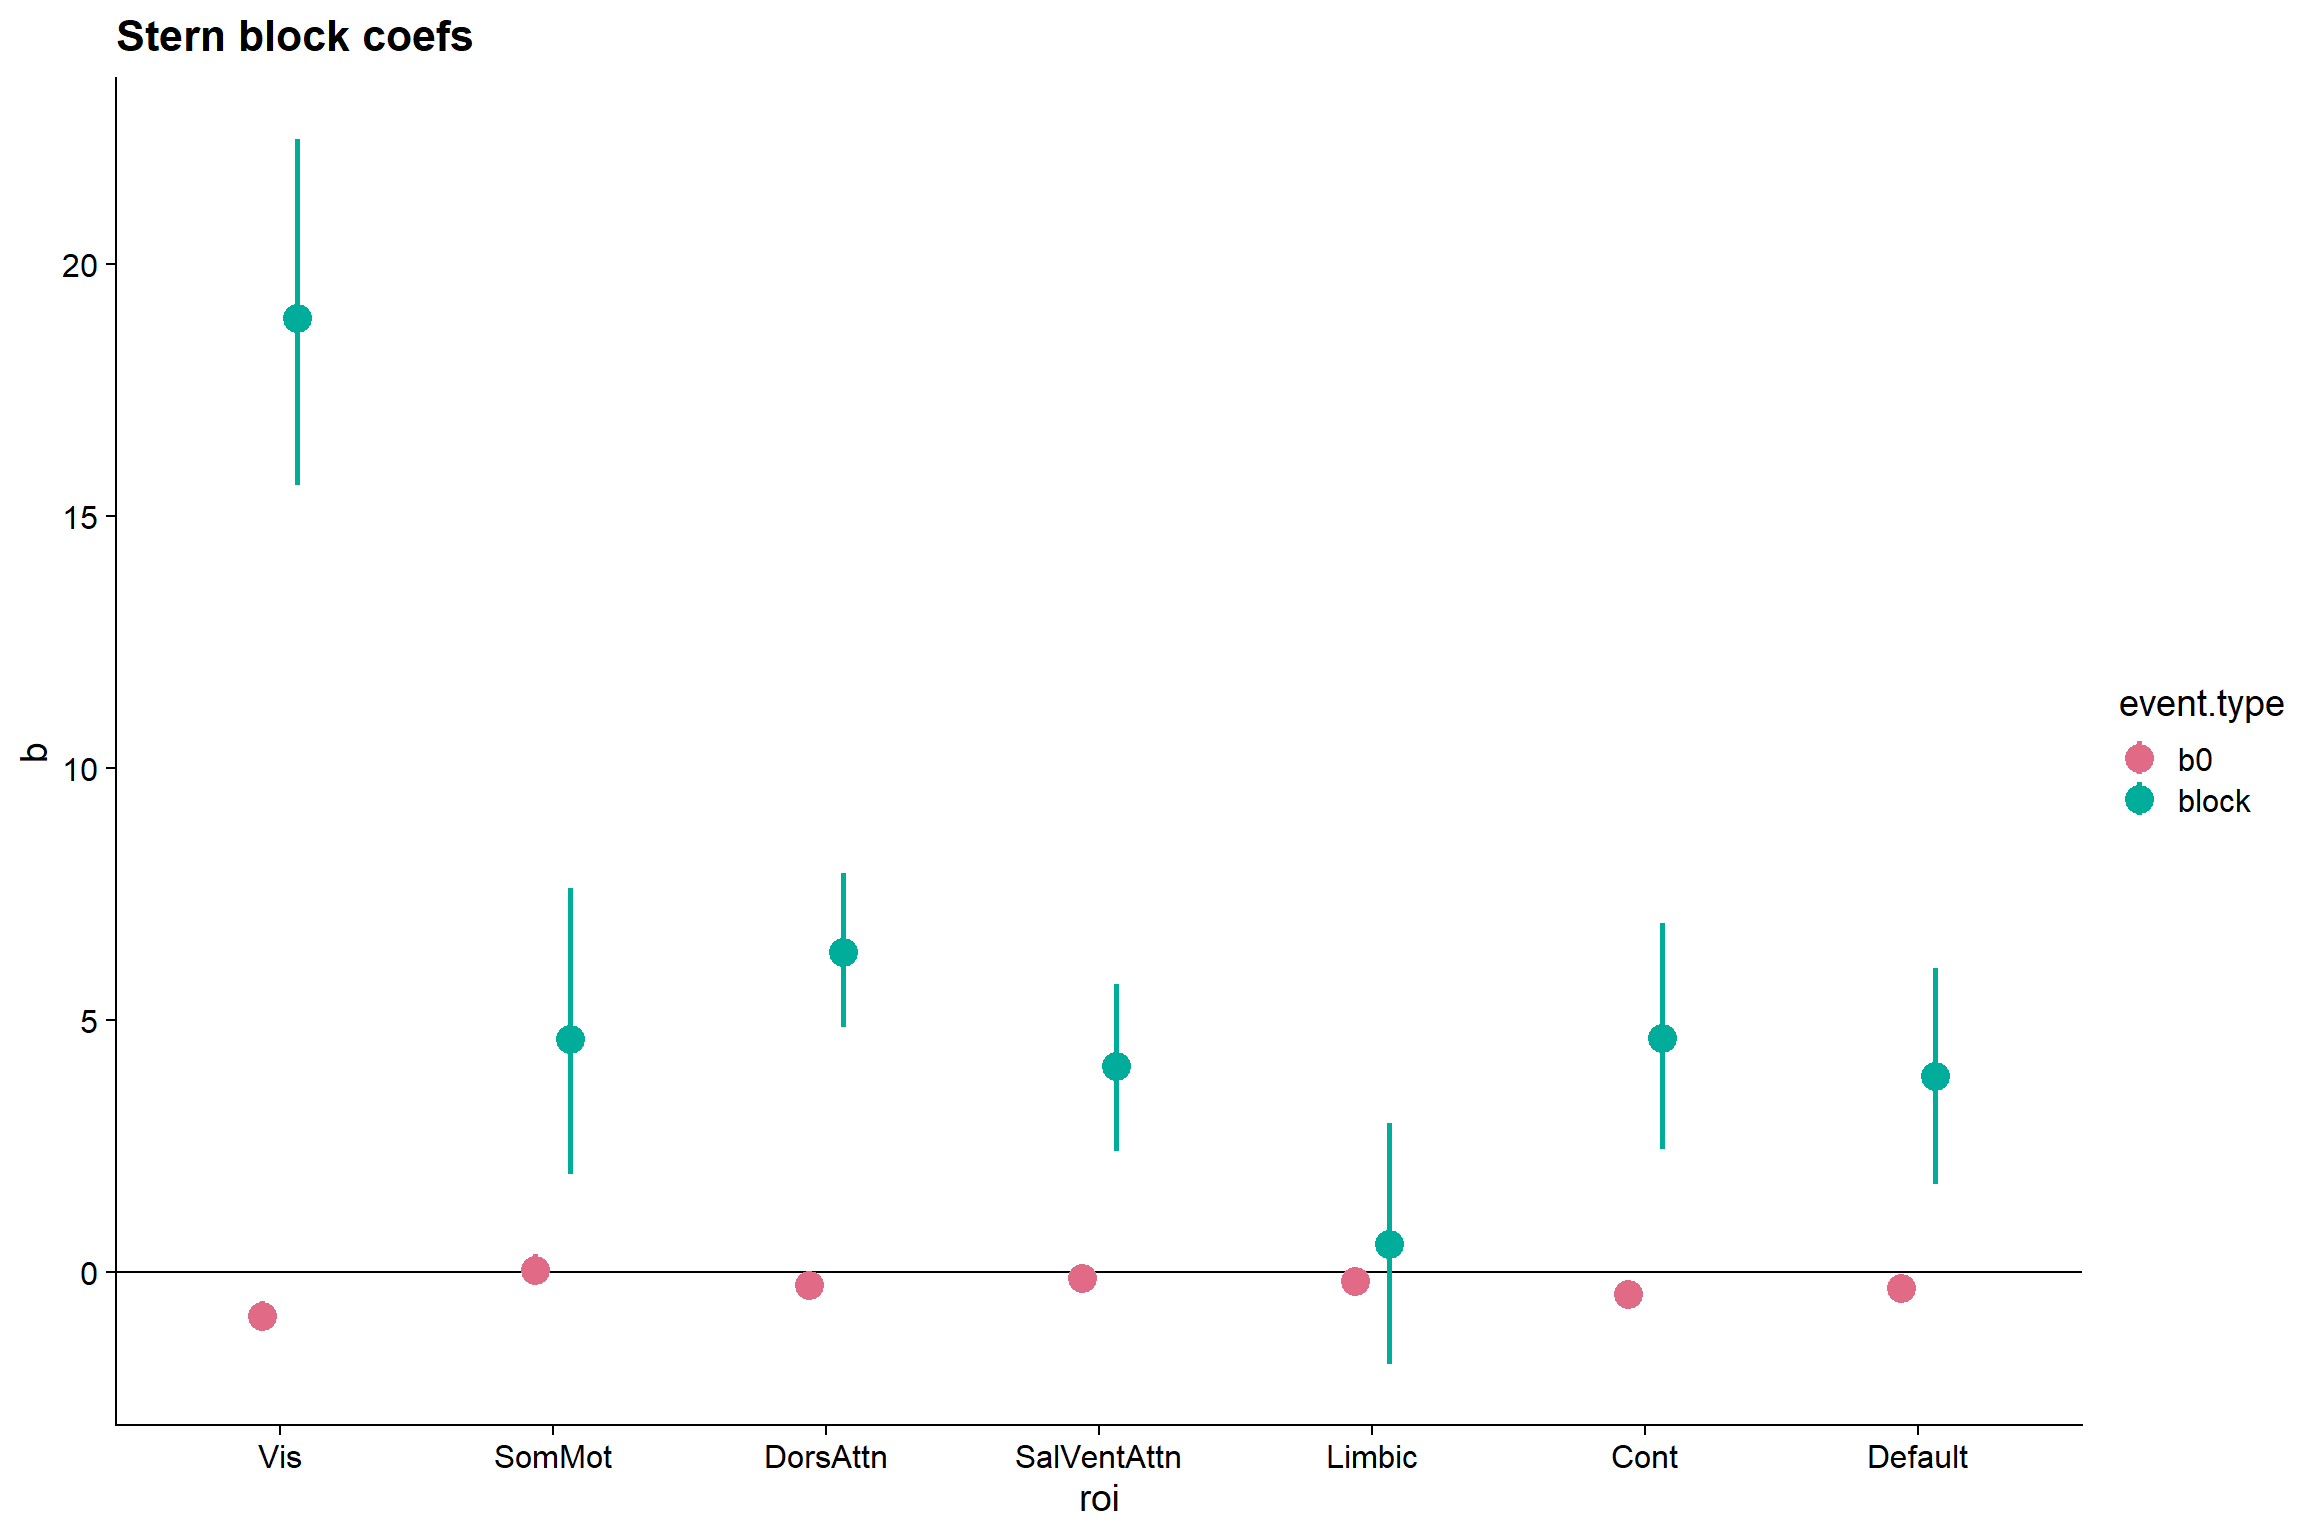 Stern block coefs
b
20
15
10
5
0
Vis SomMot DorsAttn SalVentAttn Limbic Cont Default
roi
event.type
b0
block